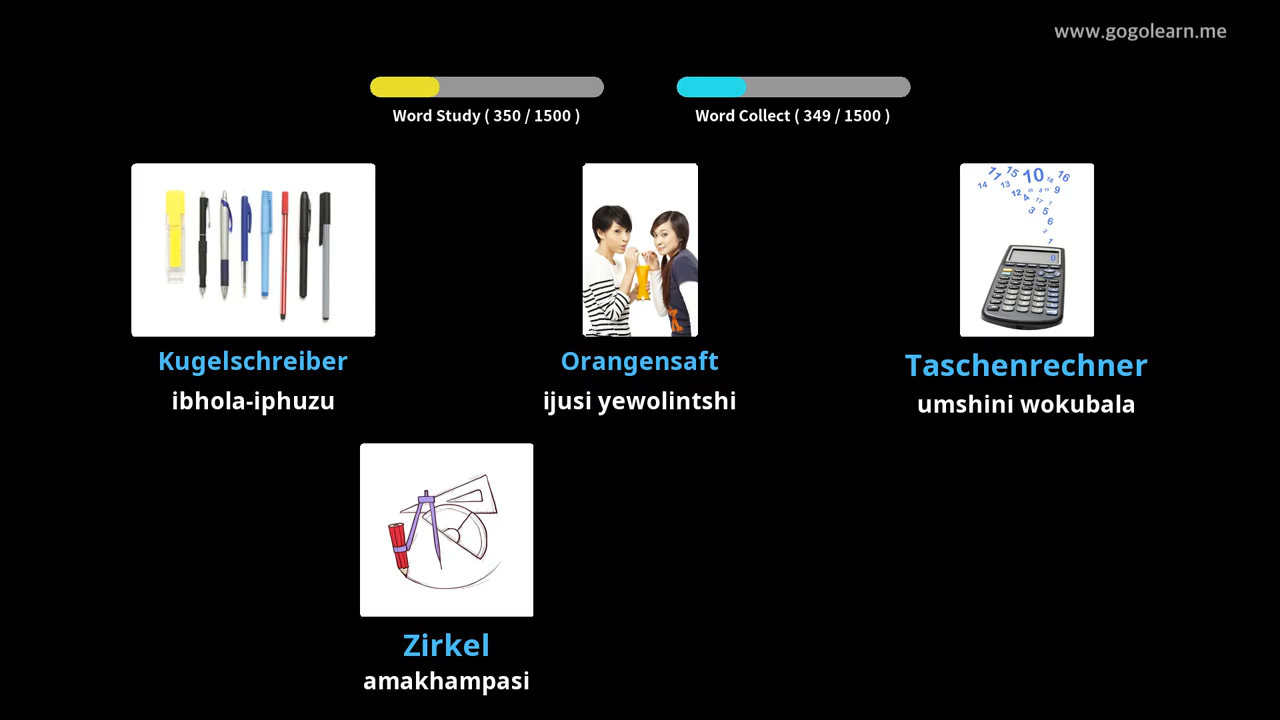 www.gogolearn.me
Word Study ( 350 / 1500 )
Word Collect ( 349 / 1500 )
Kugelschreiber
ibhola-iphuzu
Orangensaft
ijusi yewolintshi
Taschenrechner
umshini wokubala
Zirkel
amakhampasi